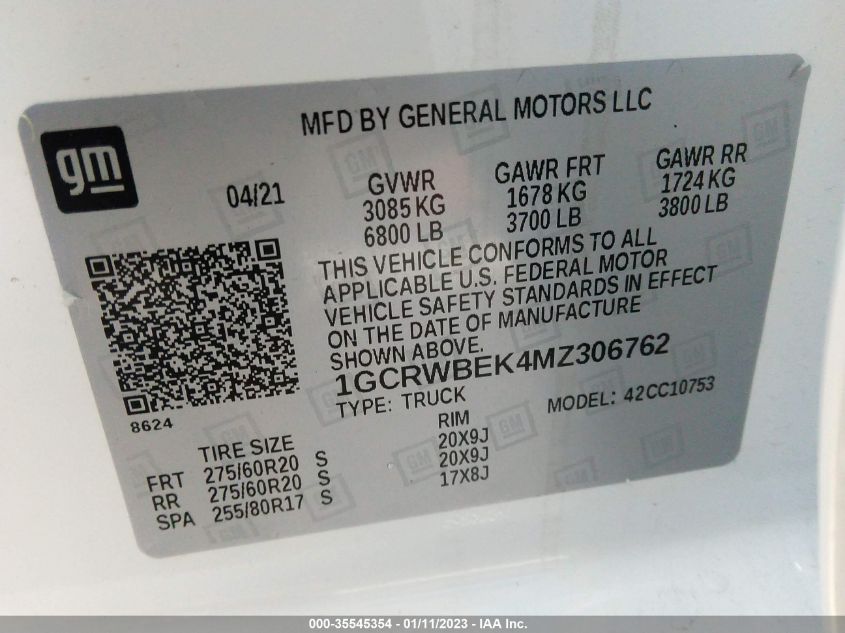 MFD BY GENERAL MOTORS LLC
gm
04/21
GVWR
3085 KG
6800 LB
GAWR FRT
1678 KG
3700 LB
GAWR RR
1724 KG
3800 LB
THIS VEHICLE CONFORMS TO ALL
APPLICABLE U.S. FEDERAL MOTOR
VEHICLE SAFETY STANDARDS IN EFFECT
ON THE DATE OF MANUFACTURE
SHOWN ABOVE.
1GCRWBEK4MZ306762
TYPE: TRUCK
MODEL: 42CC10753
8624
TIRE SIZE
RIM
FRT 275/60R20 S 20X9J
RR 275/60R20 S 20X9J
SPA 255/80R17 S 17X8J
000-35545354 - 01/11/2023 - IAA Inc.